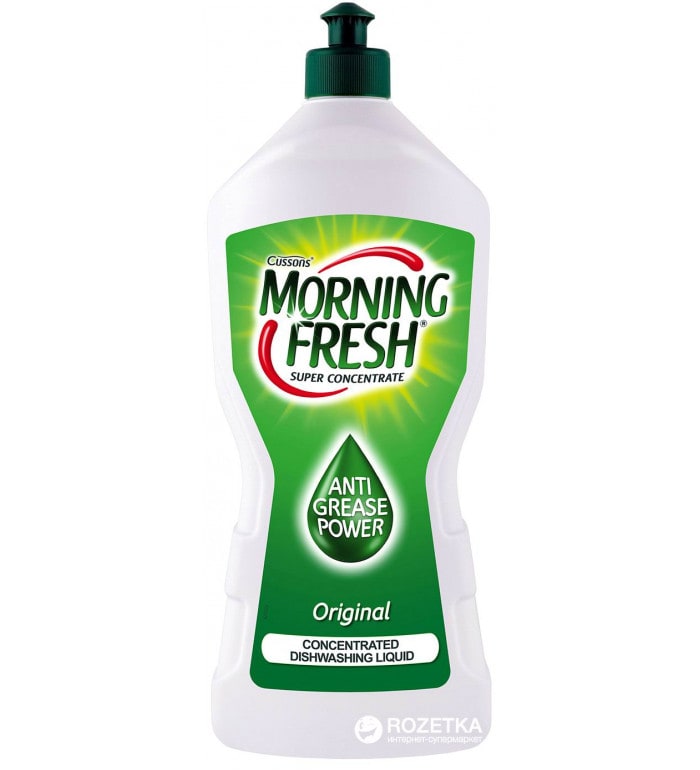 Cussons
MORNING
FRESH®
SUPER CONCENTRATE
ANTI
GREASE
POWER
Original
CONCENTRATED
DISHWASHING LIQUID
ROZETKA
интернет-супермаркет